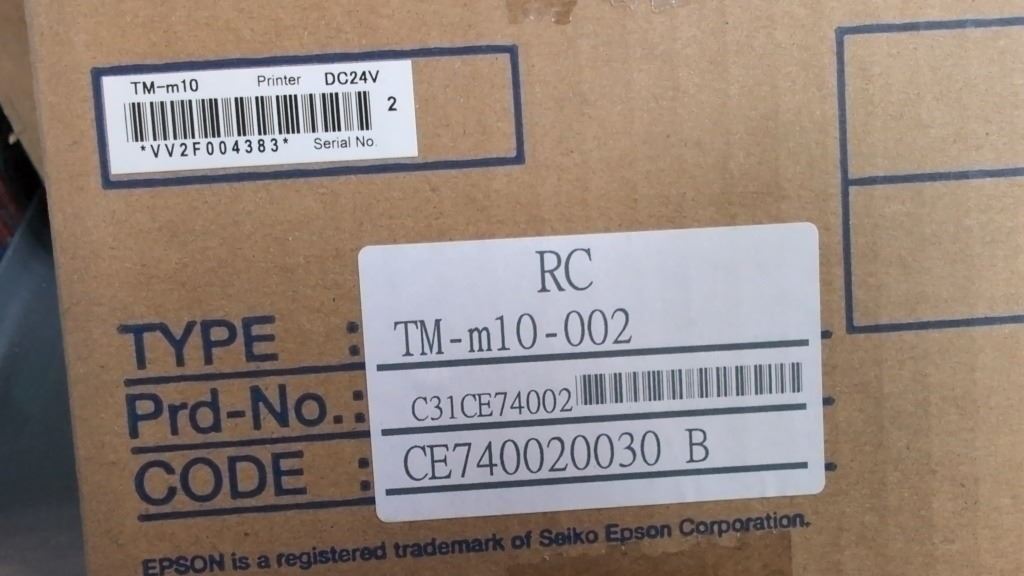 TM-m10 Printer DC24V
2
*VV2F004383* Serial No.
RC
TYPE : TM-m10-002
Prd-No.: C31CE74002
CODE : CE740020030 B
EPSON is a registered trademark of Seiko Epson Corporation.